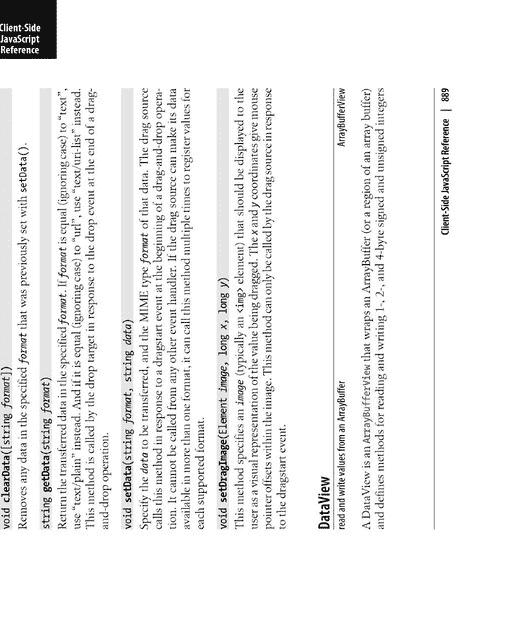 Client-Side
JavaScript
Reference
void clearData([string format])
Removes any data in the specified format that was previously set with setData().
string getData(string format)
Return the transferred data in the specified format. If format is equal (ignoring case) to “text”,
use “text/plain” instead. And if it is equal (ignoring case) to “url”, use “text/uri-list” instead.
This method is called by the drop target in response to the drop event at the end of a drag-
and-drop operation.
void setData(string format, string data)
Specify the data to be transferred, and the MIME type format of that data. The drag source
calls this method in response to a dragstart event at the beginning of a drag-and-drop opera-
tion. It cannot be called from any other event handler. If the drag source can make its data
available in more than one format, it can call this method multiple times to register values for
each supported format.
void setDragImage(Element image, long x, long y)
This method specifies an image (typically an <img> element) that should be displayed to the
user as a visual representation of the value being dragged. The x and y coordinates give mouse
pointer offsets within the image. This method can only be called by the drag source in response
to the dragstart event.
DataView
read and write values from an ArrayBuffer ArrayBufferView
A DataView is an ArrayBufferView that wraps an ArrayBuffer (or a region of an array buffer)
and defines methods for reading and writing 1-, 2-, and 4-byte signed and unsigned integers
Client-Side JavaScript Reference | 889